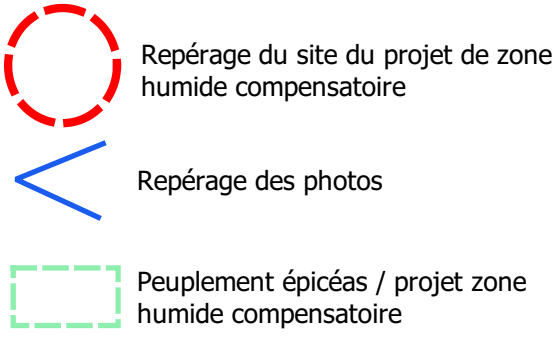 Repérage du site du projet de zone
humide compensatoire
Repérage des photos
Peuplement épicéas / projet zone
humide compensatoire